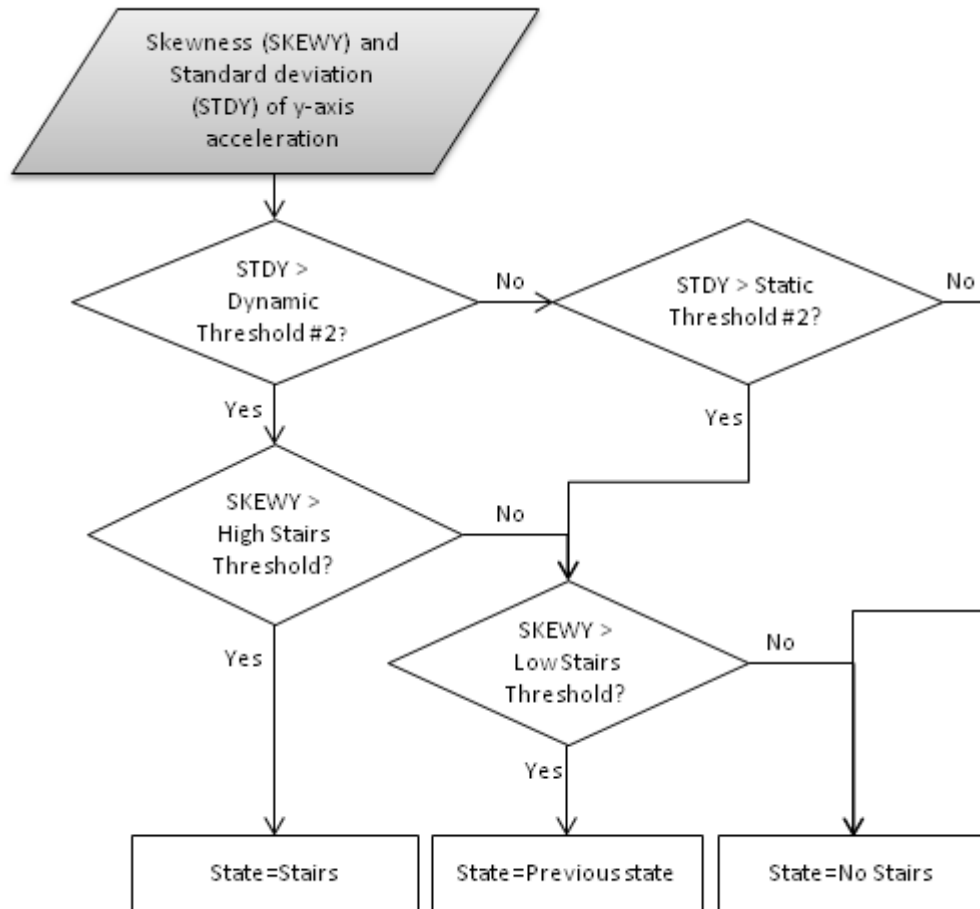 Skewness (SKEWY) and
Standard deviation
(STDY) of y-axis
acceleration
STDY >
Dynamic
Threshold #2?
No
STDY > Static
Threshold #2?
No
Yes
Yes
SKEWY >
High Stairs
Threshold?
No
Yes
SKEWY >
Low Stairs
Threshold?
No
Yes
State=Stairs
State=Previous state
State=No Stairs